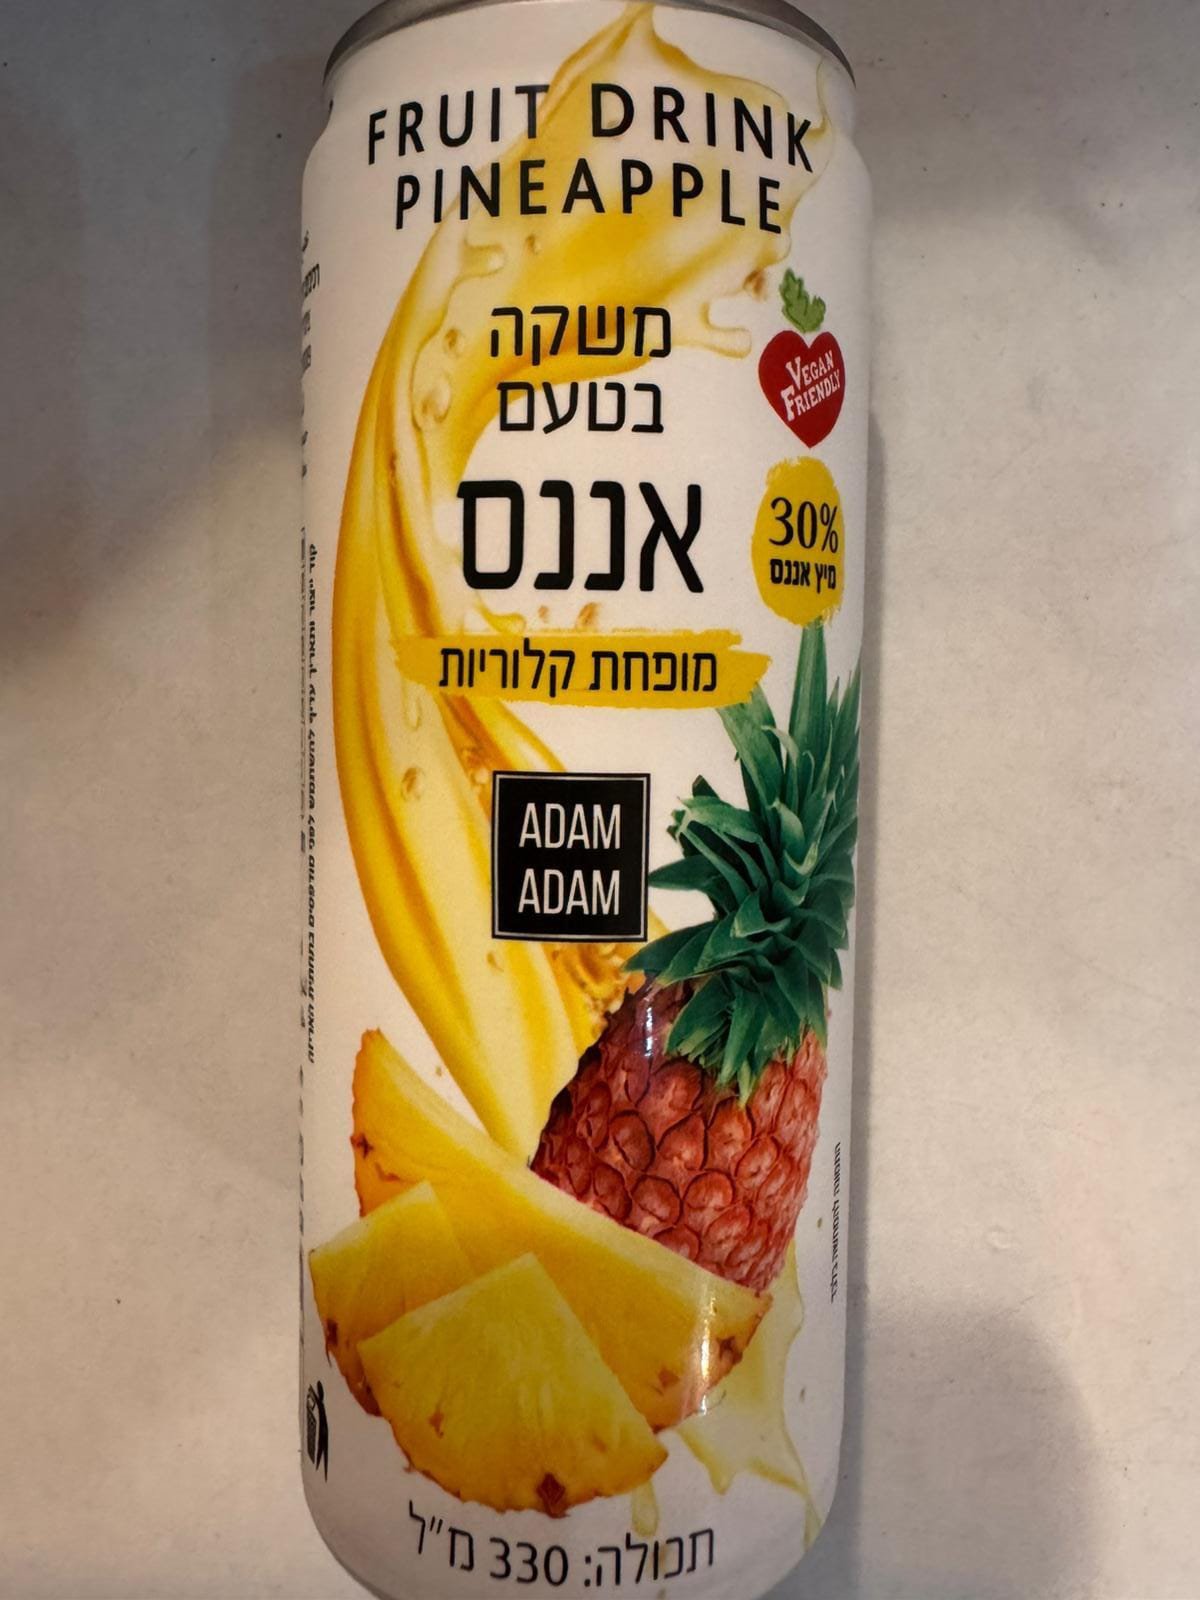 FRUIT DRINK
PINEAPPLE
משקה
בטעם
אננס
VEGAN
FRIENDLY
30%
מיץ אננס
מופחת קלוריות
ADAM
ADAM
תכולה: 330 מ"ל